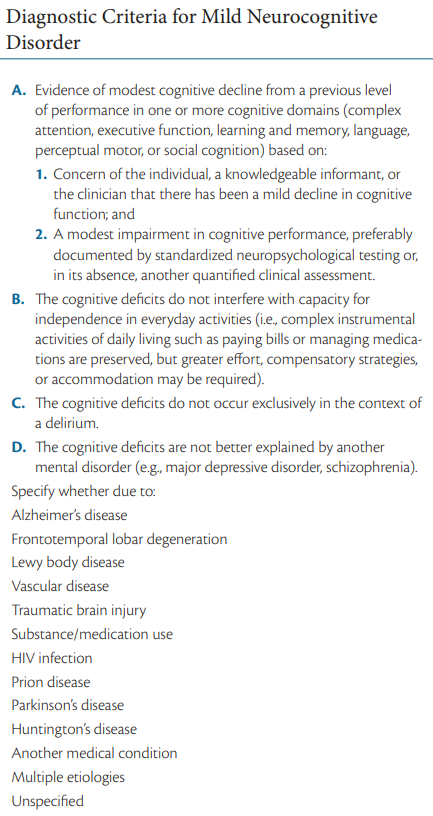 Diagnostic Criteria for Mild Neurocognitive
Disorder
A. Evidence of modest cognitive decline from a previous level
of performance in one or more cognitive domains (complex
attention, executive function, learning and memory, language,
perceptual motor, or social cognition) based on:
1. Concern of the individual, a knowledgeable informant, or
the clinician that there has been a mild decline in cognitive
function; and
2. A modest impairment in cognitive performance, preferably
documented by standardized neuropsychological testing or,
in its absence, another quantified clinical assessment.
B. The cognitive deficits do not interfere with capacity for
independence in everyday activities (i.e., complex instrumental
activities of daily living such as paying bills or managing medica-
tions are preserved, but greater effort, compensatory strategies,
or accommodation may be required).
C. The cognitive deficits do not occur exclusively in the context of
a delirium.
D. The cognitive deficits are not better explained by another
mental disorder (e.g., major depressive disorder, schizophrenia).
Specify whether due to:
Alzheimer's disease
Frontotemporal lobar degeneration
Lewy body disease
Vascular disease
Traumatic brain injury
Substance/medication use
HIV infection
Prion disease
Parkinson's disease
Huntington's disease
Another medical condition
Multiple etiologies
Unspecified